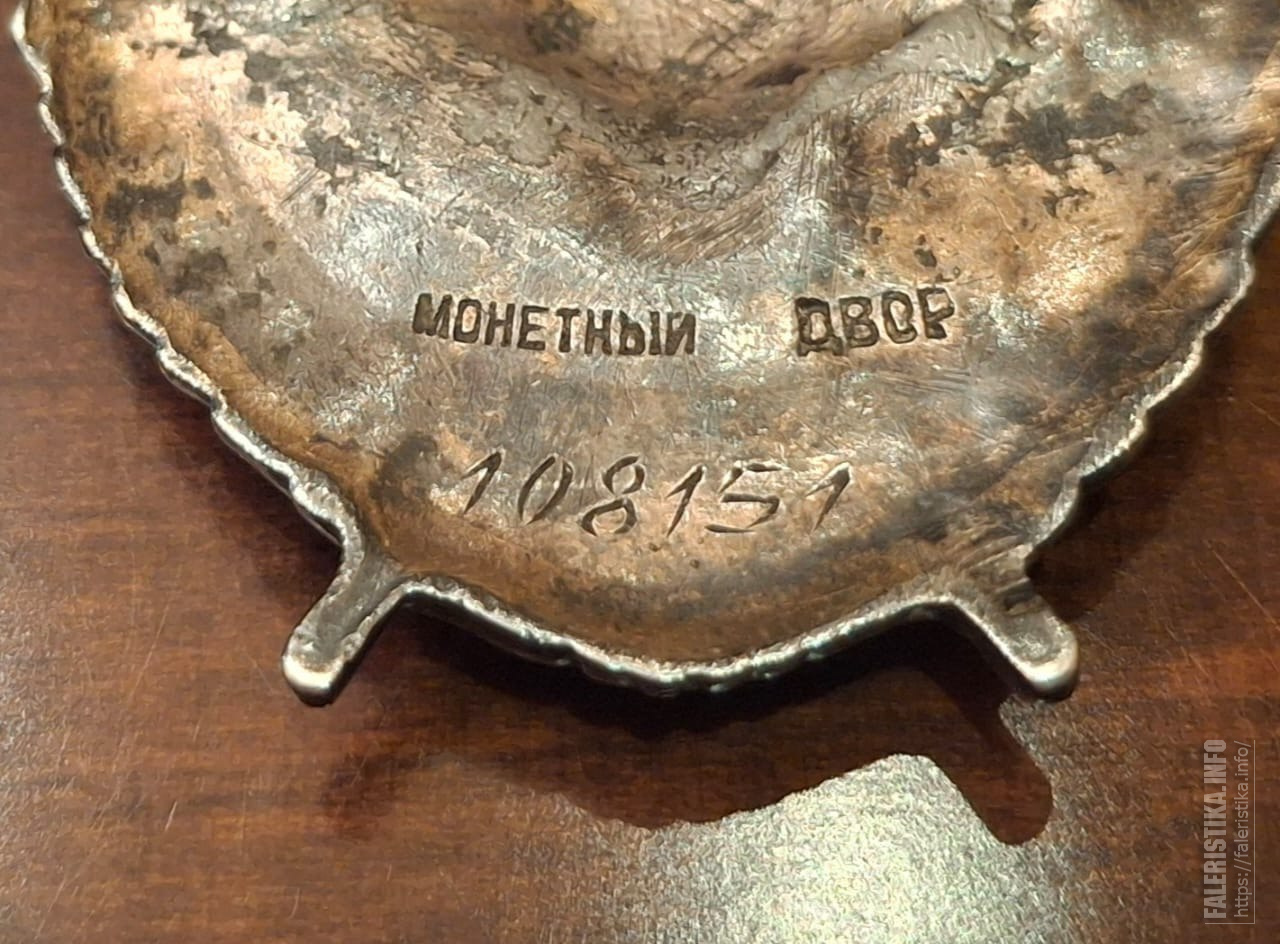 МОНЕТНЫЙ ДВОР
108151
FALERISTIKA.INFO
https://faleristika.info/